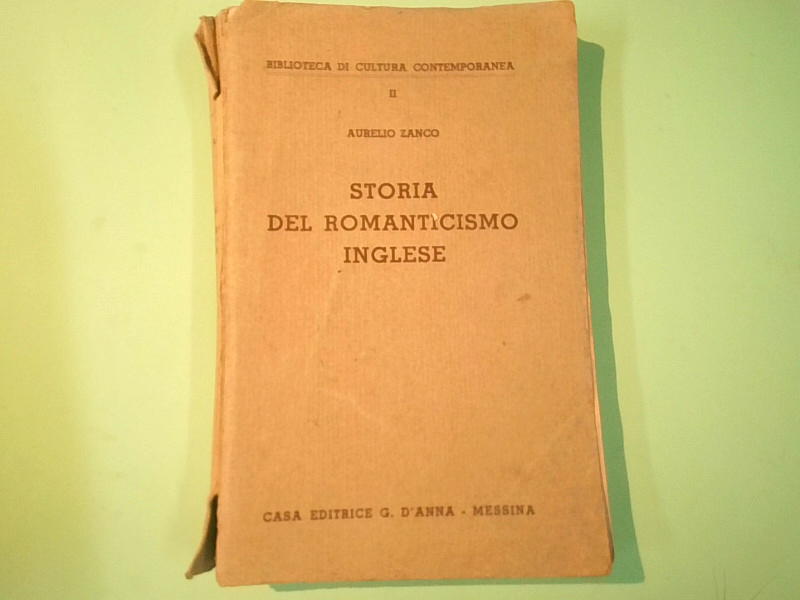 BIBLIOTECA DI CULTURA CONTEMPORANEA
II
AURELIO ZANCO
STORIA
DEL ROMANTICISMO
INGLESE
CASA EDITRICE G. D'ANNA - MESSINA